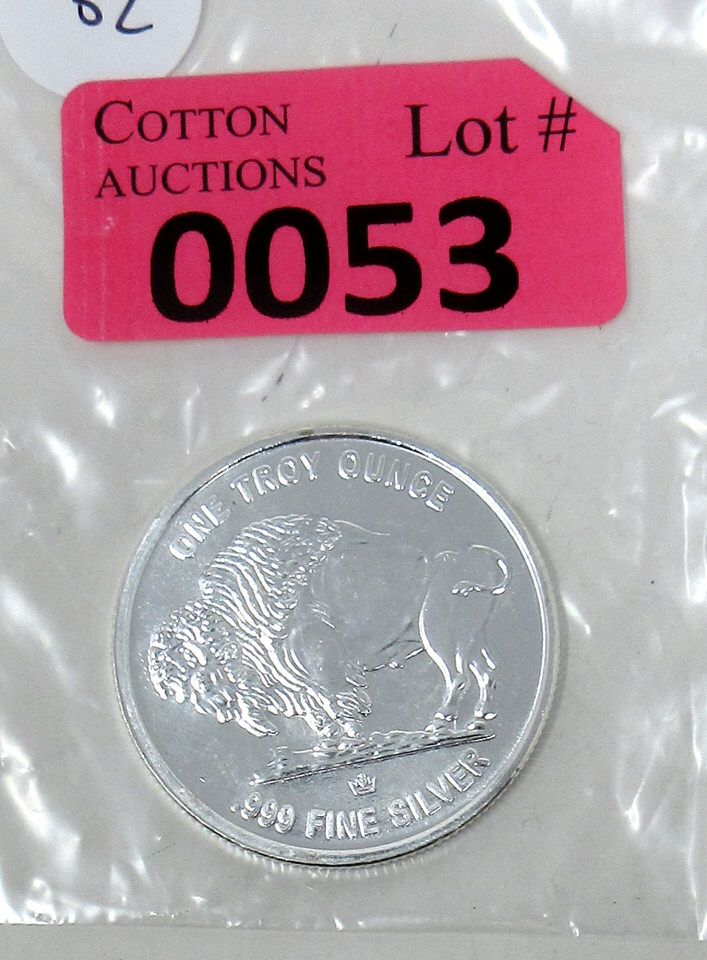 COTTON
AUCTIONS
Lot #
0053
ONE TROY OUNCE
.999 FINE SILVER